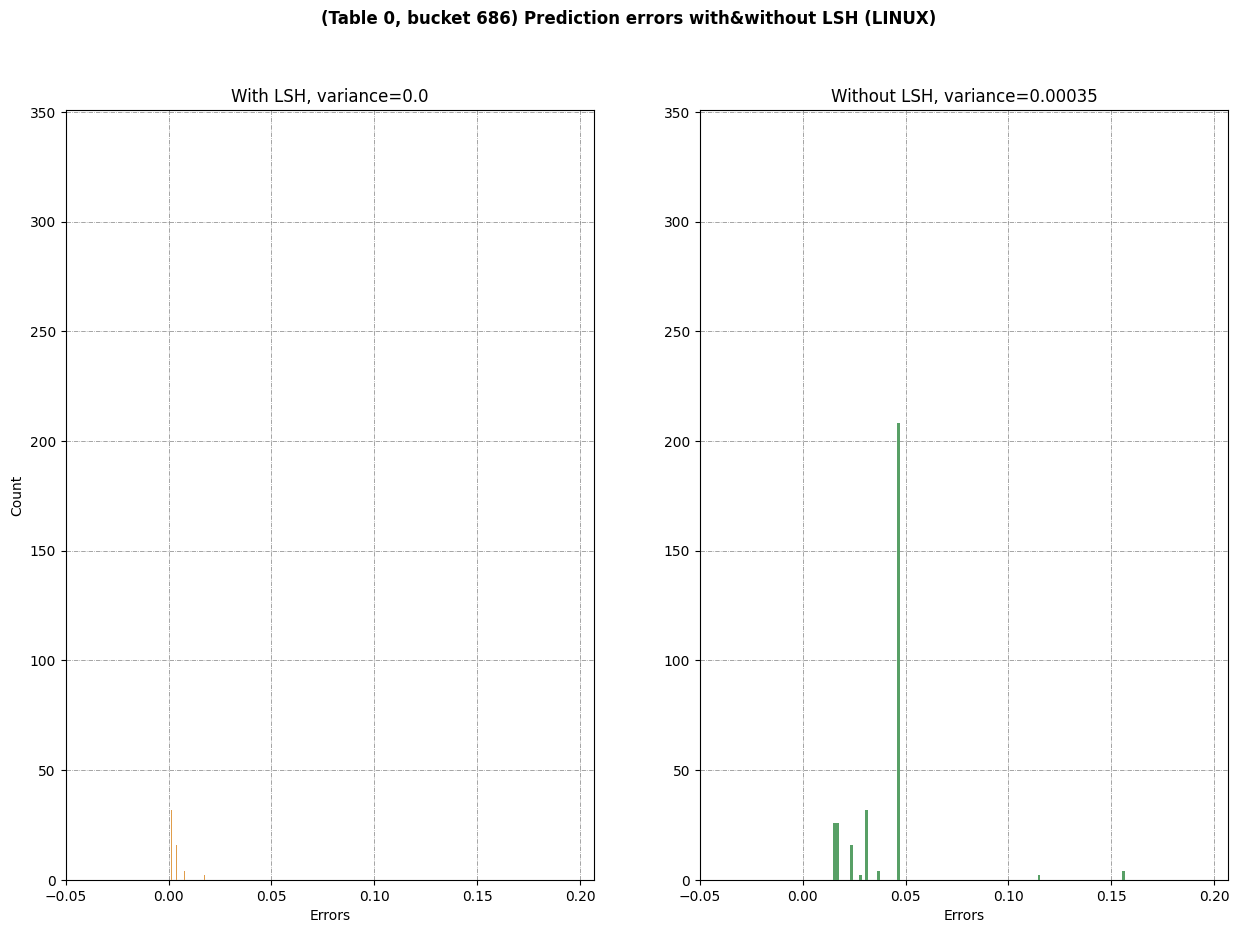 (Table 0, bucket 686) Prediction errors with&without LSH (LINUX)
With LSH, variance=0.0
350
300
250
200
150
100
50
0
Count
−0.05 0.00 0.05 0.10 0.15 0.20
Errors
Without LSH, variance=0.00035
350
300
250
200
150
100
50
0
−0.05 0.00 0.05 0.10 0.15 0.20
Errors